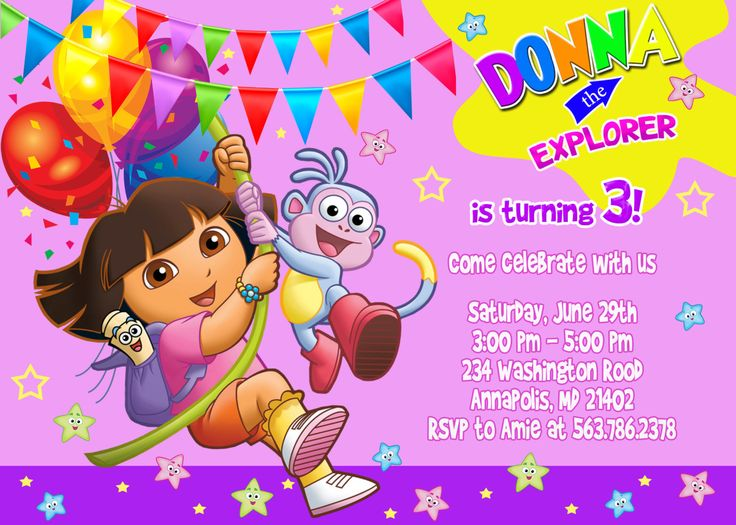 DONNA
the
EXPLORER
is turning 3!
Come Celebrate with us
Saturday, June 29th
3:00 Pm - 5:00 Pm
234 Washington Rood
Annapolis, MD 21402
RSVP to Amie at 563.786.2378